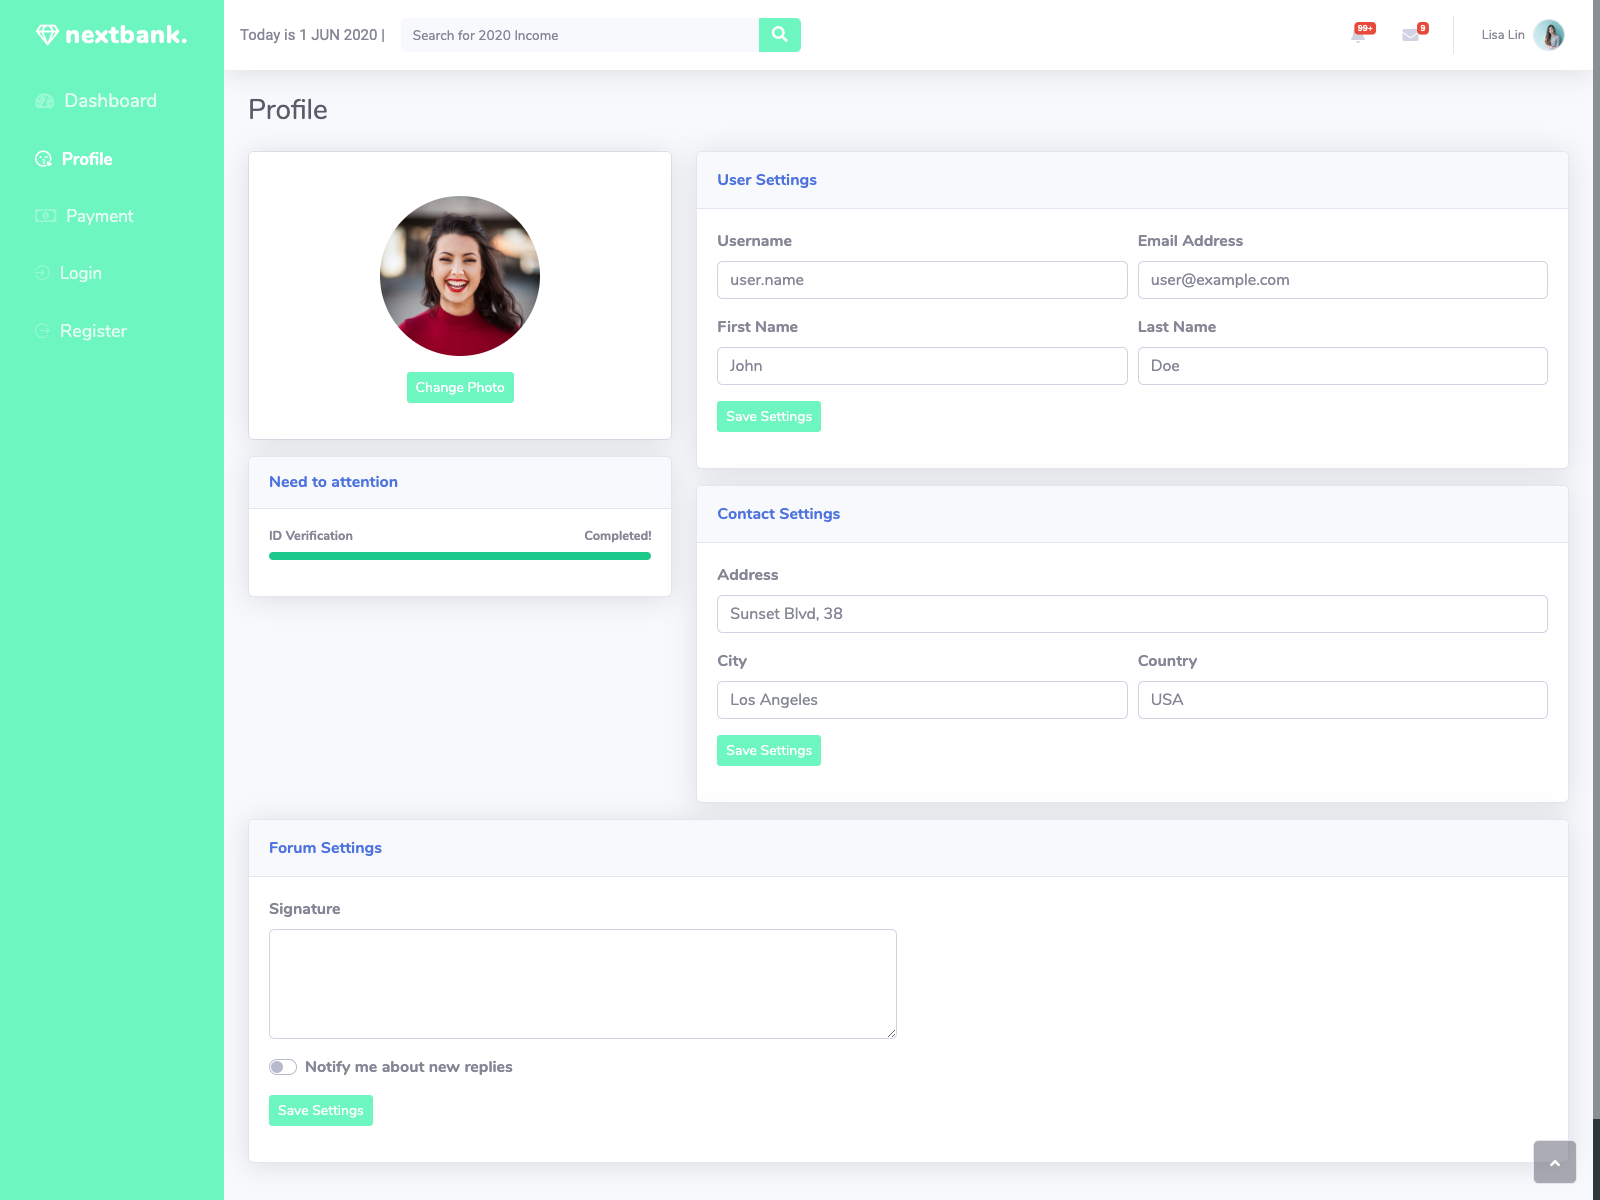 nextbank.
Today is 1 JUN 2020 |
Search for 2020 Income
99+
9
Lisa Lin
Dashboard
Profile
Payment
Login
Register
Profile
Change Photo
Need to attention
ID Verification
Completed!
User Settings
Username
Email Address
user.name
user@example.com
First Name
Last Name
John
Doe
Save Settings
Contact Settings
Address
Sunset Blvd, 38
City
Country
Los Angeles
USA
Save Settings
Forum Settings
Signature
Notify me about new replies
Save Settings